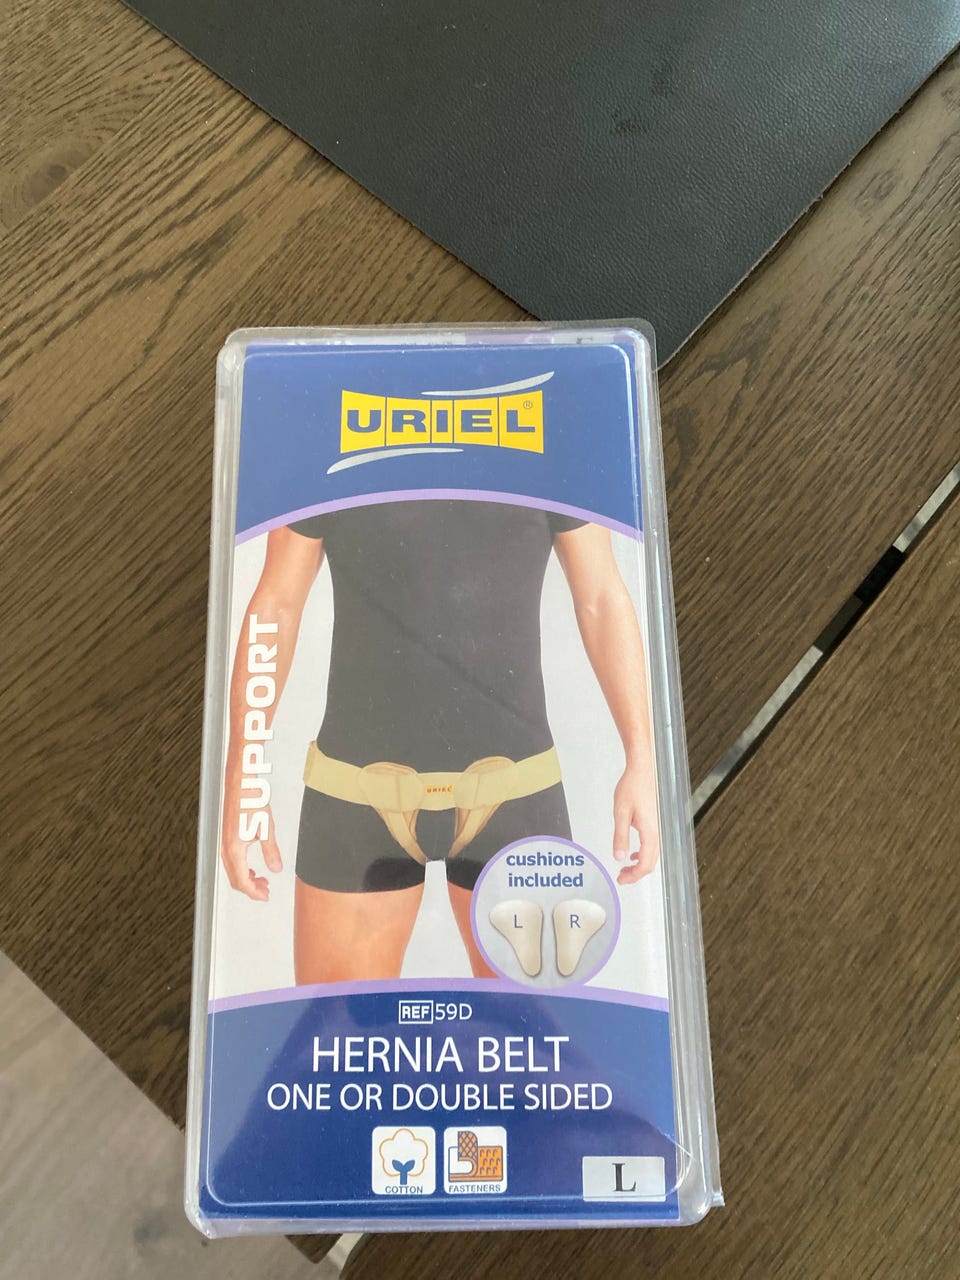 URIEL®
SUPPORT
URIEL
cushions
included
L R
REF 59D
HERNIA BELT
ONE OR DOUBLE SIDED
COTTON
FASTENERS
L